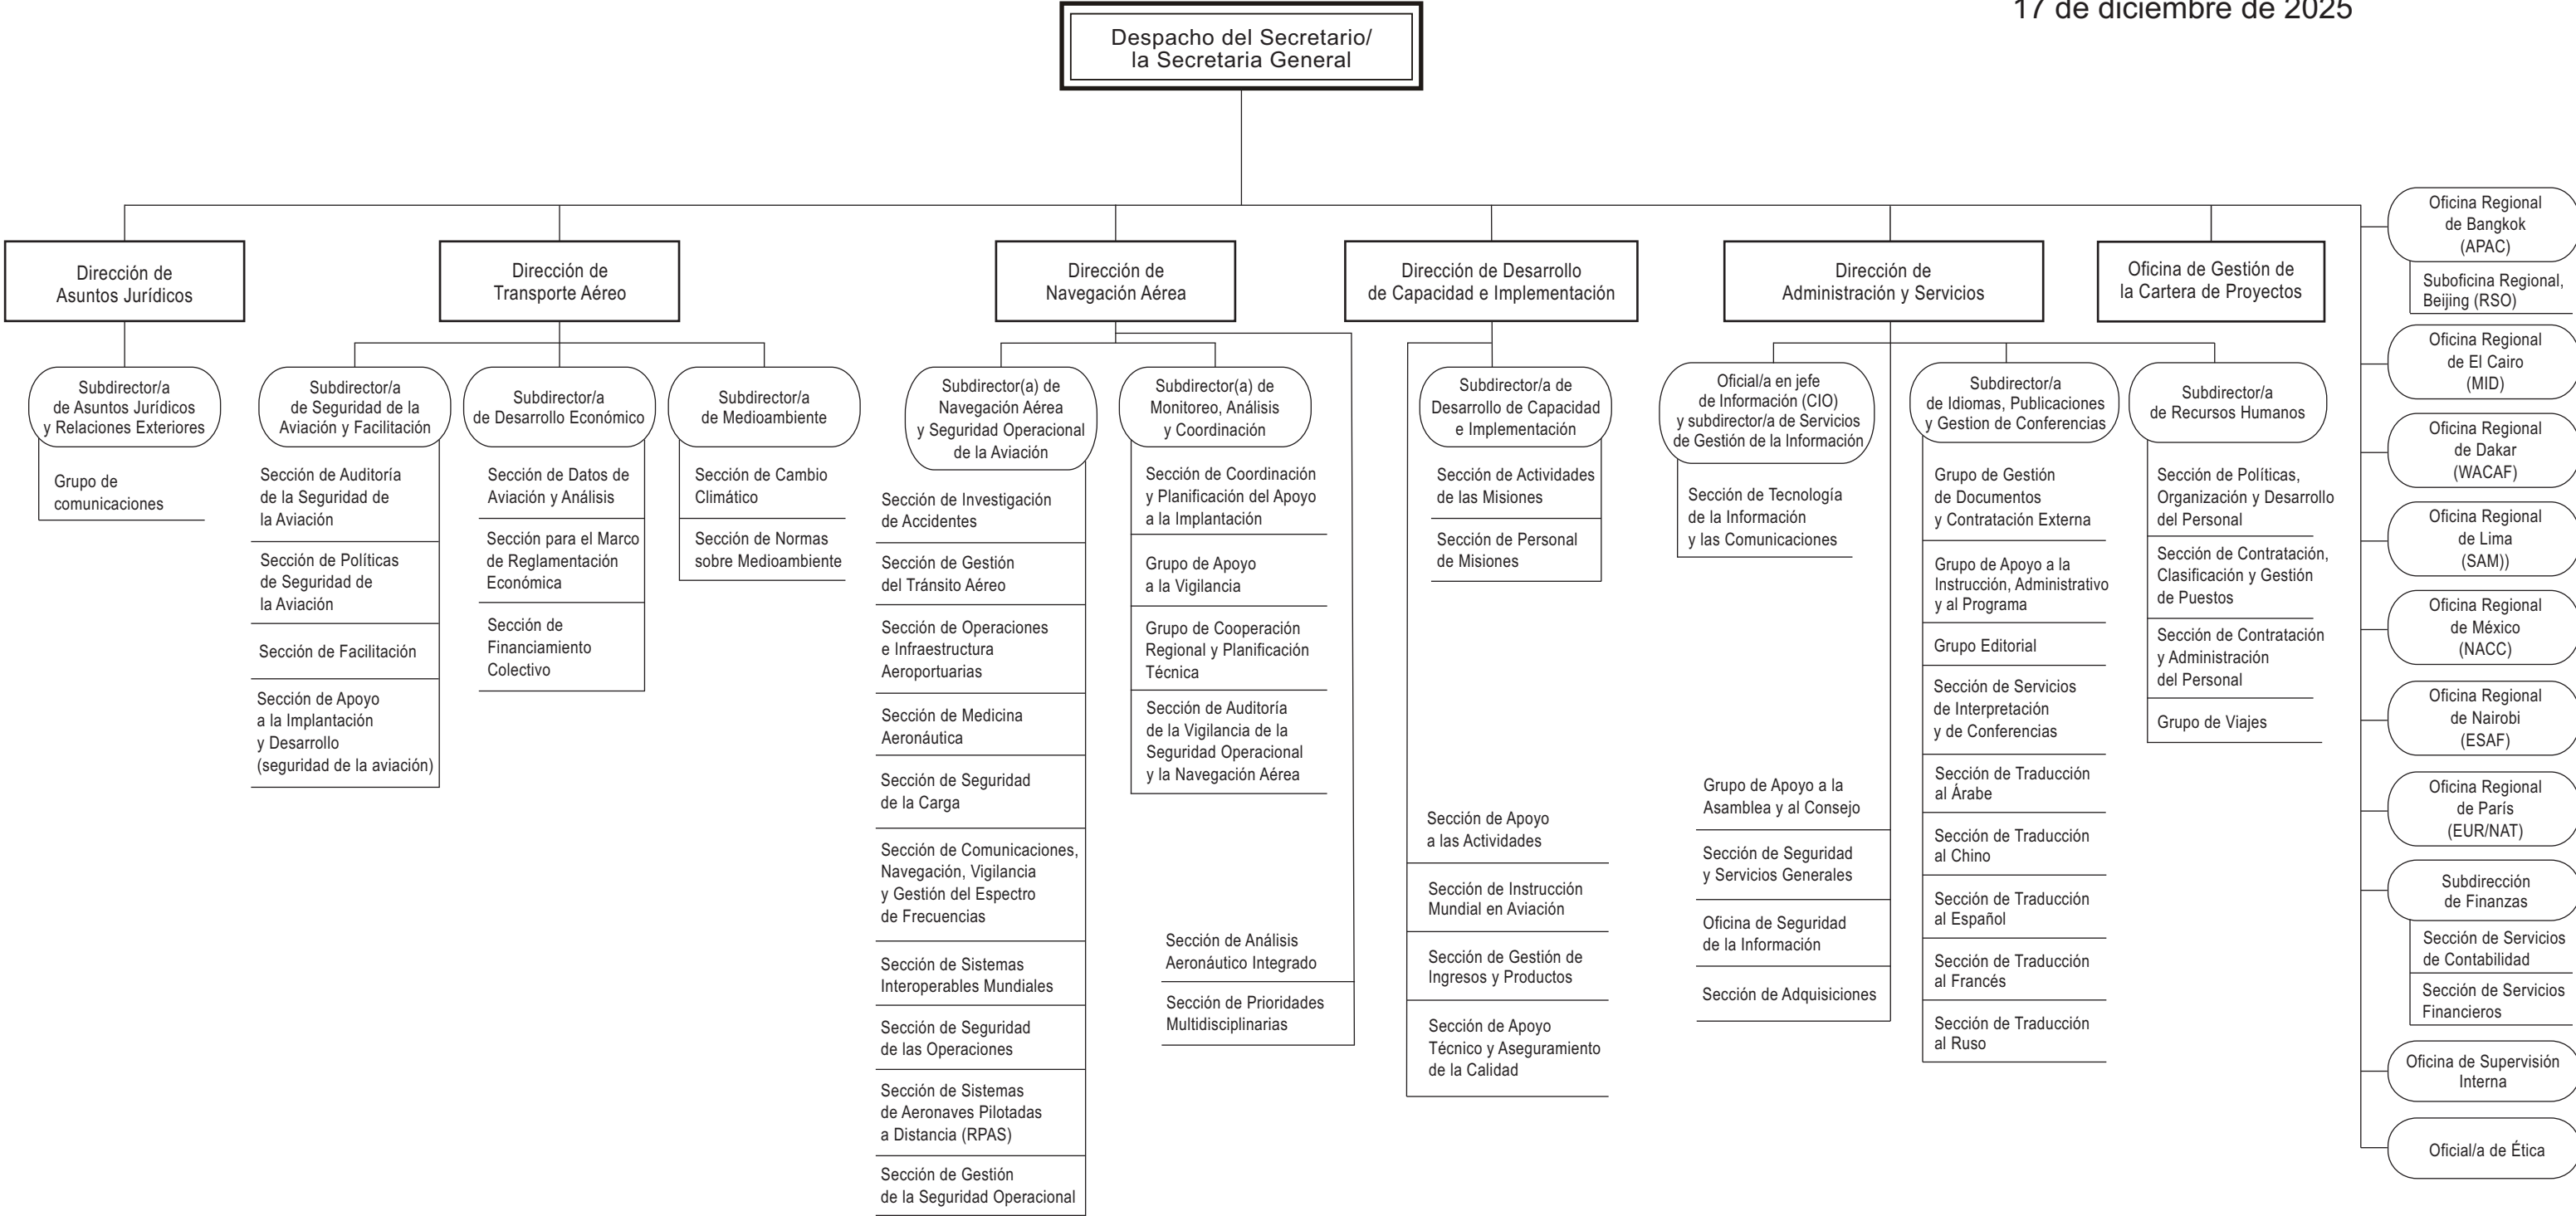 17 de diciembre de 2025
Despacho del Secretario/
la Secretaria General
Dirección de
Asuntos Jurídicos
Dirección de
Transporte Aéreo
Dirección de
Navegación Aérea
Dirección de Desarrollo
de Capacidad e Implementación
Dirección de
Administración y Servicios
Oficina de Gestión de
la Cartera de Proyectos
Subdirector/a
de Asuntos Jurídicos
y Relaciones Exteriores
Grupo de
comunicaciones
Subdirector/a
de Seguridad de la
Aviación y Facilitación
Sección de Auditoría
de la Seguridad de
la Aviación
Sección de Políticas
de Seguridad de
la Aviación
Sección de Facilitación
Sección de Apoyo
a la Implantación
y Desarrollo
(seguridad de la aviación)
Subdirector/a
de Desarrollo Económico
Sección de Datos de
Aviación y Análisis
Sección para el Marco
de Reglamentación
Económica
Sección de
Financiamiento
Colectivo
Subdirector/a
de Medioambiente
Sección de Cambio
Climático
Sección de Normas
sobre Medioambiente
Subdirector(a) de
Navegación Aérea
y Seguridad Operacional
de la Aviación
Sección de Investigación
de Accidentes
Sección de Gestión
del Tránsito Aéreo
Sección de Operaciones
e Infraestructura
Aeroportuarias
Sección de Medicina
Aeronáutica
Sección de Seguridad
de la Carga
Sección de Comunicaciones,
Navegación, Vigilancia
y Gestión del Espectro
de Frecuencias
Sección de Sistemas
Interoperables Mundiales
Sección de Seguridad
de las Operaciones
Sección de Sistemas
de Aeronaves Pilotadas
a Distancia (RPAS)
Sección de Gestión
de la Seguridad Operacional
Subdirector(a) de
Monitoreo, Análisis
y Coordinación
Sección de Coordinación
y Planificación del Apoyo
a la Implantación
Grupo de Apoyo
a la Vigilancia
Grupo de Cooperación
Regional y Planificación
Técnica
Sección de Auditoría
de la Vigilancia de la
Seguridad Operacional
y la Navegación Aérea
Sección de Análisis
Aeronáutico Integrado
Sección de Prioridades
Multidisciplinarias
Subdirector/a de
Desarrollo de Capacidad
e Implementación
Sección de Actividades
de las Misiones
Sección de Personal
de Misiones
Sección de Apoyo
a las Actividades
Sección de Instrucción
Mundial en Aviación
Sección de Gestión de
Ingresos y Productos
Sección de Apoyo
Técnico y Aseguramiento
de la Calidad
Oficial/a en jefe
de Información (CIO)
y subdirector/a de Servicios
de Gestión de la Información
Sección de Tecnología
de la Información
y las Comunicaciones
Grupo de Apoyo a la
Asamblea y al Consejo
Sección de Seguridad
y Servicios Generales
Oficina de Seguridad
de la Información
Sección de Adquisiciones
Subdirector/a
de Idiomas, Publicaciones
y Gestion de Conferencias
Grupo de Gestión
de Documentos
y Contratación Externa
Grupo de Apoyo a la
Instrucción, Administrativo
y al Programa
Grupo Editorial
Sección de Servicios
de Interpretación
y de Conferencias
Sección de Traducción
al Árabe
Sección de Traducción
al Chino
Sección de Traducción
al Español
Sección de Traducción
al Francés
Sección de Traducción
al Ruso
Subdirector/a
de Recursos Humanos
Sección de Políticas,
Organización y Desarrollo
del Personal
Sección de Contratación,
Clasificación y Gestión
de Puestos
Sección de Contratación
y Administración
del Personal
Grupo de Viajes
Oficina Regional
de Bangkok
(APAC)
Suboficina Regional,
Beijing (RSO)
Oficina Regional
de El Cairo
(MID)
Oficina Regional
de Dakar
(WACAF)
Oficina Regional
de Lima
(SAM))
Oficina Regional
de México
(NACC)
Oficina Regional
de Nairobi
(ESAF)
Oficina Regional
de París
(EUR/NAT)
Subdirección
de Finanzas
Sección de Servicios
de Contabilidad
Sección de Servicios
Financieros
Oficina de Supervisión
Interna
Oficial/a de Ética